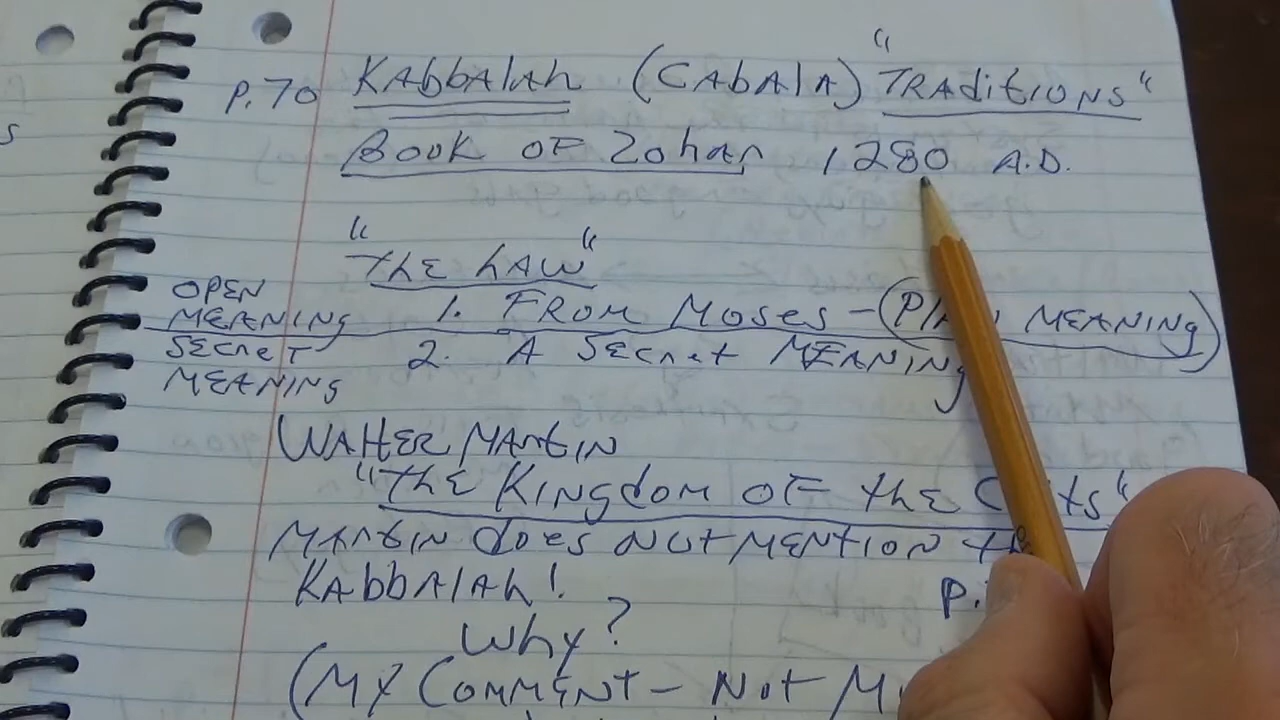 s
p.70 Kabbalah (Cabala) "Traditions"
Book of Zohar 1280 A.D.
"The Law"
OPEN MEANING 1. From Moses - ( MEANING)
SECRET MEANING 2. A Secret MEANING
Walter Martin
"The Kingdom of the"
Martin does not mention
Kabbalah! p.
Why?
(My Comment - Not